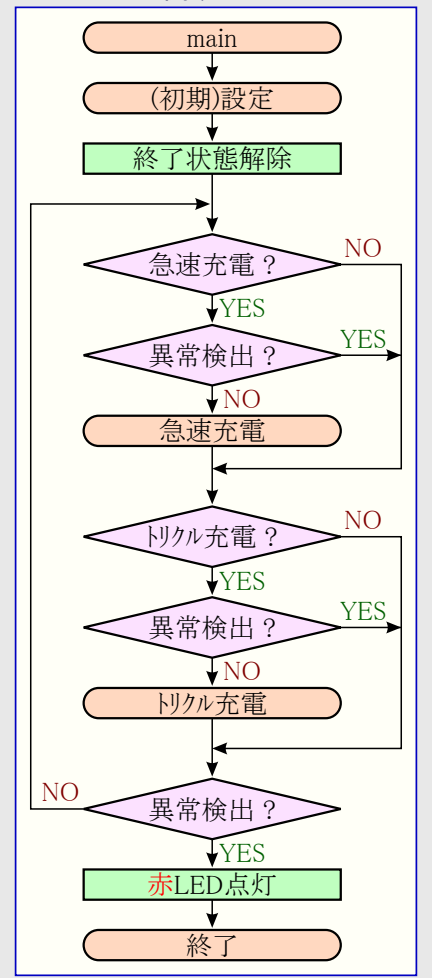 main
(初期)設定
終了状態解除
急速充電？
NO
YES
異常検出？
YES
NO
急速充電
ﾄﾘｸﾙ充電？
NO
YES
異常検出？
YES
NO
ﾄﾘｸﾙ充電
異常検出？
NO
YES
赤LED点灯
終了